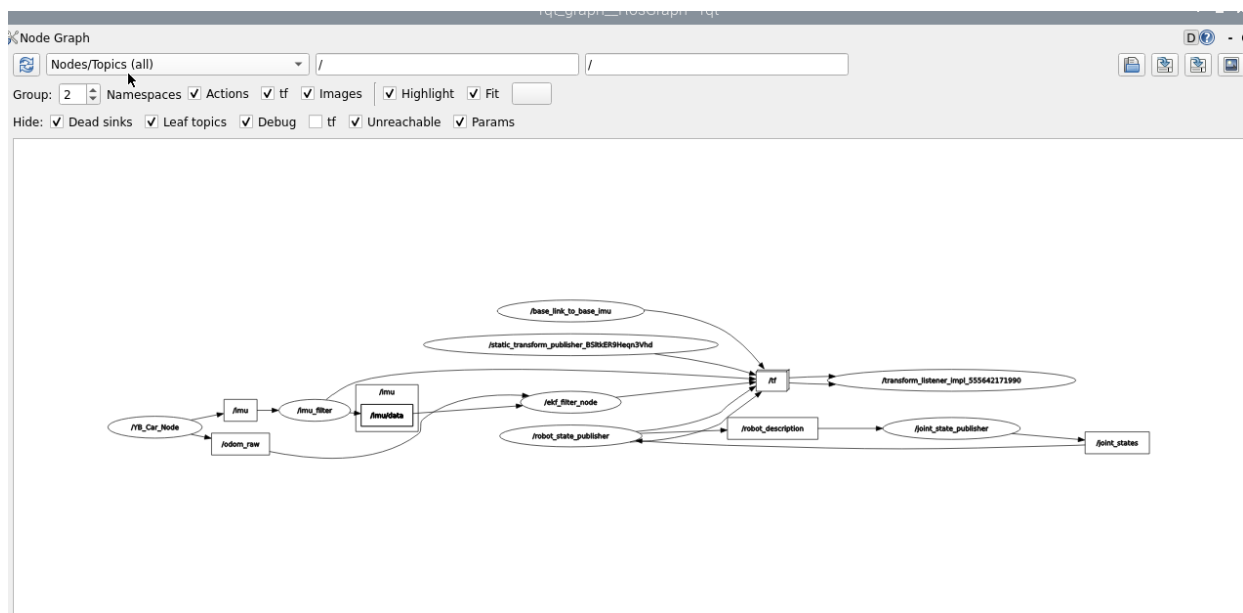 Node Graph
D
Nodes/Topics (all)
/
/
Group: 2 Namespaces Actions tf Images Highlight Fit
Hide: Dead sinks Leaf topics Debug tf Unreachable Params
/base_link_to_base_imu
/tf
/transform_listener_impl_555642171990
/imu
/imu
/imu_filter
/imu/data
/ekf_filter_node
/YB_Car_Node
/odom_raw
/robot_state_publisher
/robot_description
/joint_state_publisher
/joint_states